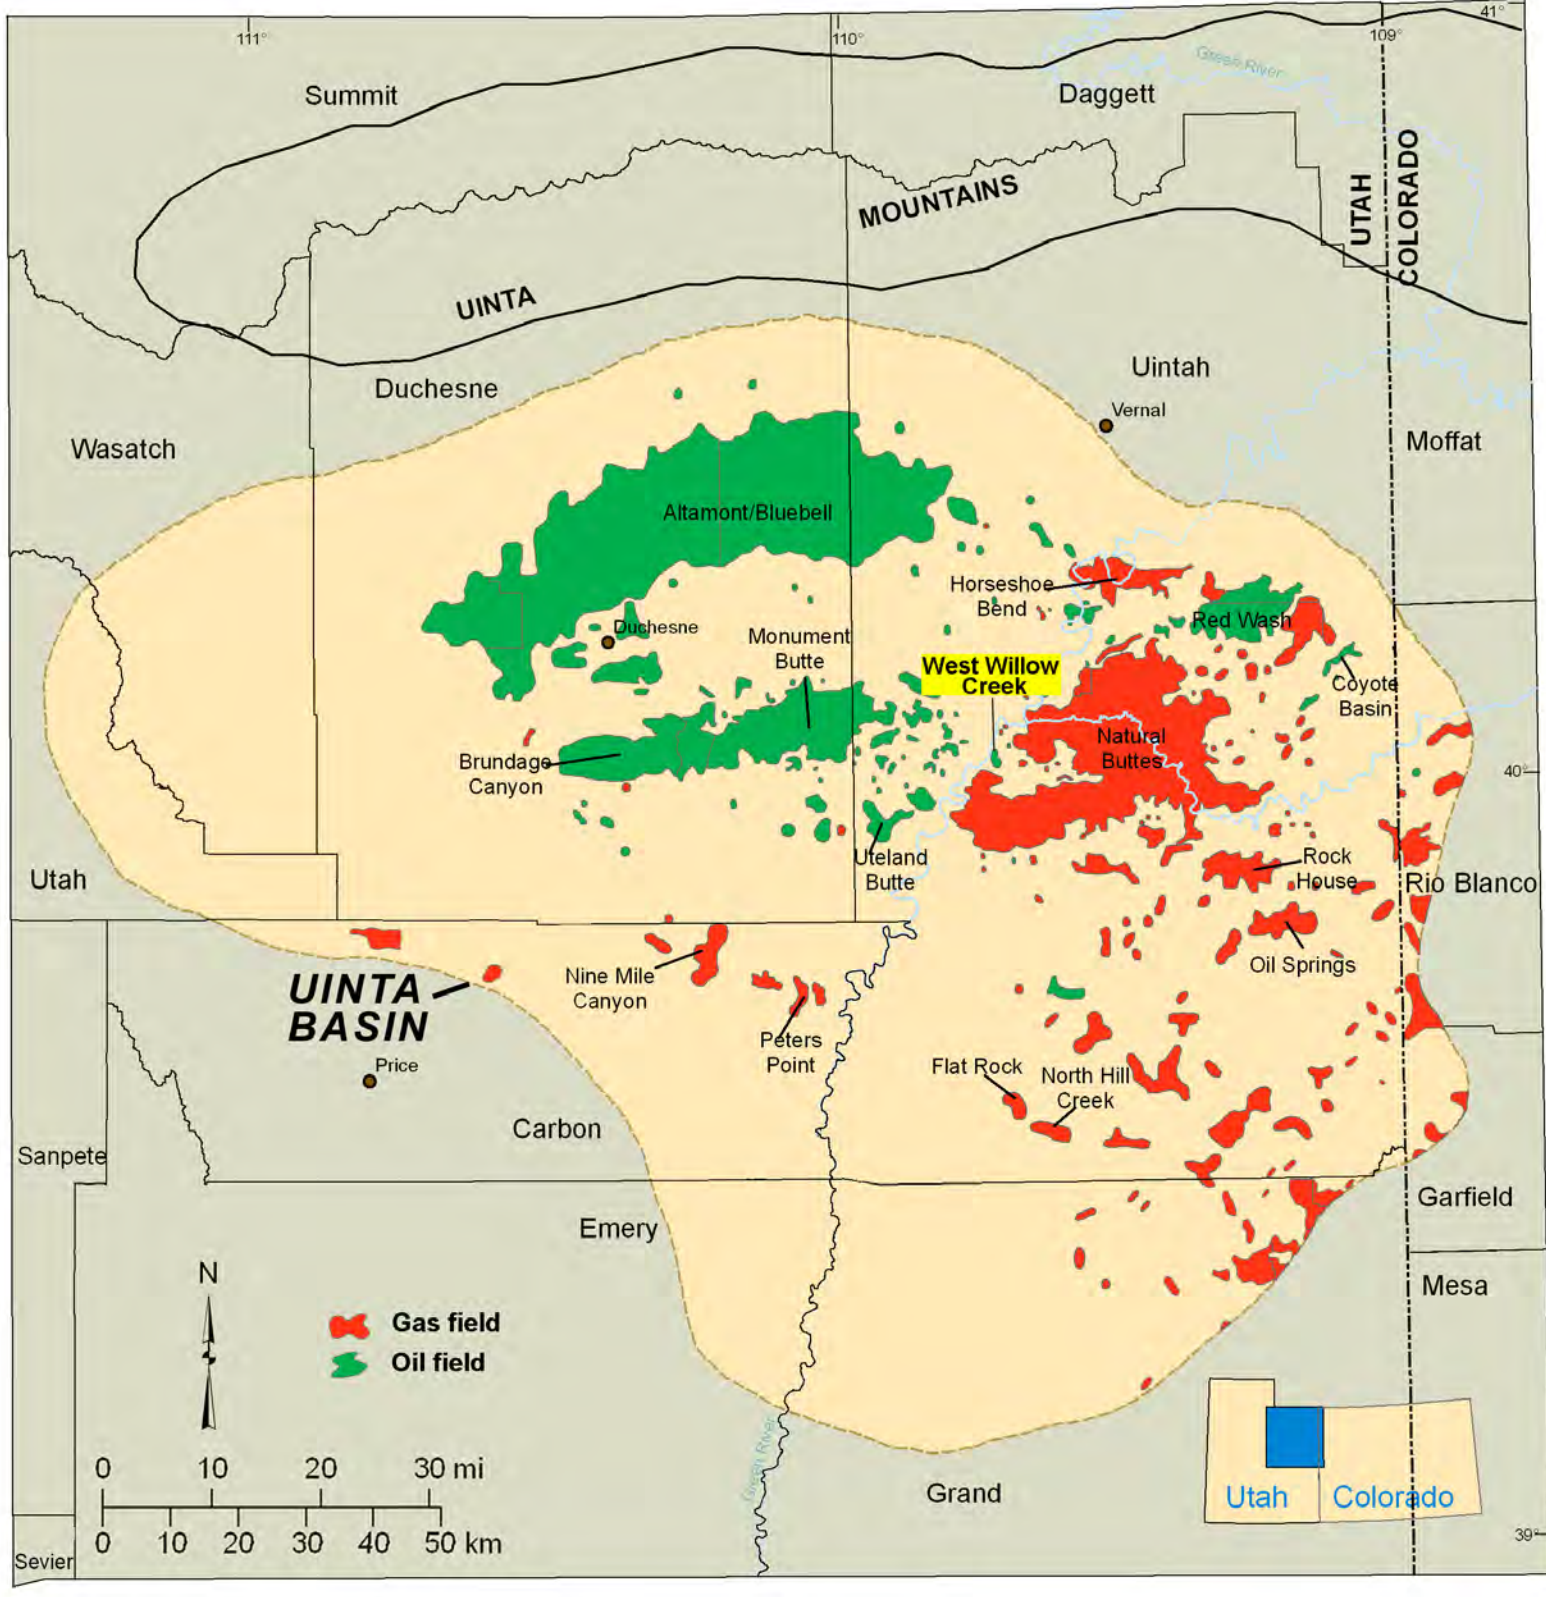 111°
110°
109°
41°
Green River
Summit
Daggett
UTAH
COLORADO
MOUNTAINS
UINTA
Duchesne
Uintah
Vernal
Wasatch
Moffat
Altamont/Bluebell
Horseshoe
Bend
Red Wash
Duchesne
Monument
Butte
West Willow
Creek
Coyote
Basin
Natural
Buttes
Brundage
Canyon
40°
Uteland
Butte
Rock
House
Utah
Rio Blanco
Oil Springs
Nine Mile
Canyon
UINTA
BASIN
Peters
Point
Price
Flat Rock
North Hill
Creek
Carbon
Sanpete
Garfield
Emery
Mesa
N
Gas field
Oil field
Green River
0 10 20 30 mi
0 10 20 30 40 50 km
Grand
Utah
Colorado
39°
Sevier